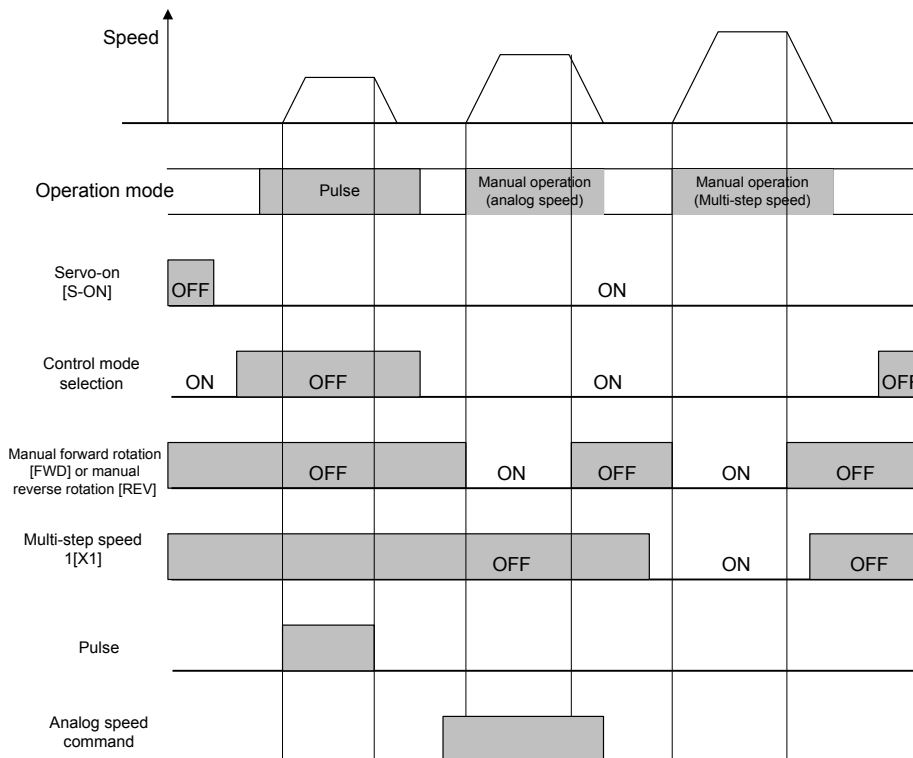 Speed
Operation mode
Pulse
Manual operation
(analog speed)
Manual operation
(Multi-step speed)
Servo-on
[S-ON]
OFF
ON
Control mode
selection
ON
OFF
ON
OFF
Manual forward rotation
[FWD] or manual
reverse rotation [REV]
OFF
ON
OFF
ON
OFF
Multi-step speed
1[X1]
OFF
ON
OFF
Pulse
Analog speed
command